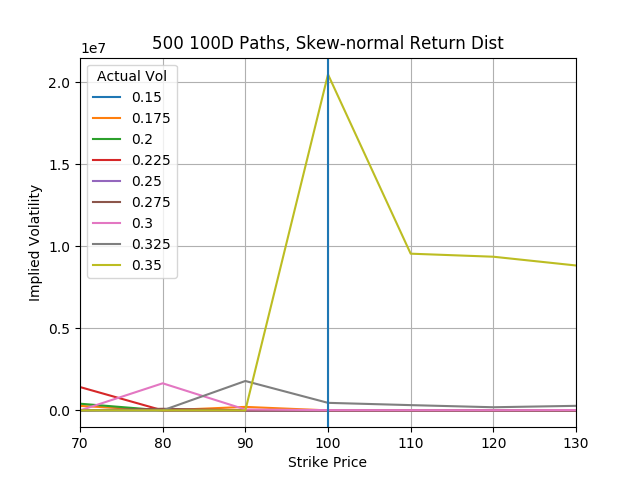 500 100D Paths, Skew-normal Return Dist
1e7
Actual Vol
0.15
0.175
0.2
0.225
0.25
0.275
0.3
0.325
0.35
Implied Volatility
2.0
1.5
1.0
0.5
0.0
70 80 90 100 110 120 130
Strike Price